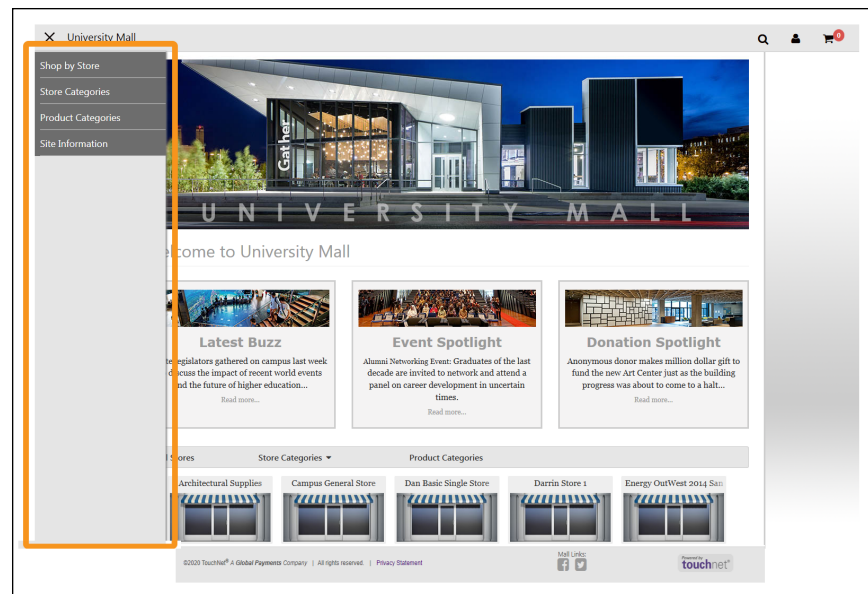 University Mall
0
Shop by Store
Store Categories
Product Categories
Site Information
Gather
UNIVERSITY MALL
elcome to University Mall
Latest Buzz
te legislators gathered on campus last week
discuss the impact of recent world events
nd the future of higher education...
Read more...
Event Spotlight
Alumni Networking Event: Graduates of the last
decade are invited to network and attend a
panel on career development in uncertain
times.
Read more...
Donation Spotlight
Anonymous donor makes million dollar gift to
fund the new Art Center just as the building
progress was about to come to a halt...
Read more...
Stores
Store Categories
Product Categories
Architectural Supplies
Campus General Store
Dan Basic Single Store
Darrin Store 1
Energy OutWest 2014 San
©2020 TouchNet® A Global Payments Company | All rights reserved. | Privacy Statement
Mall Links:
Powered by
touchnet®